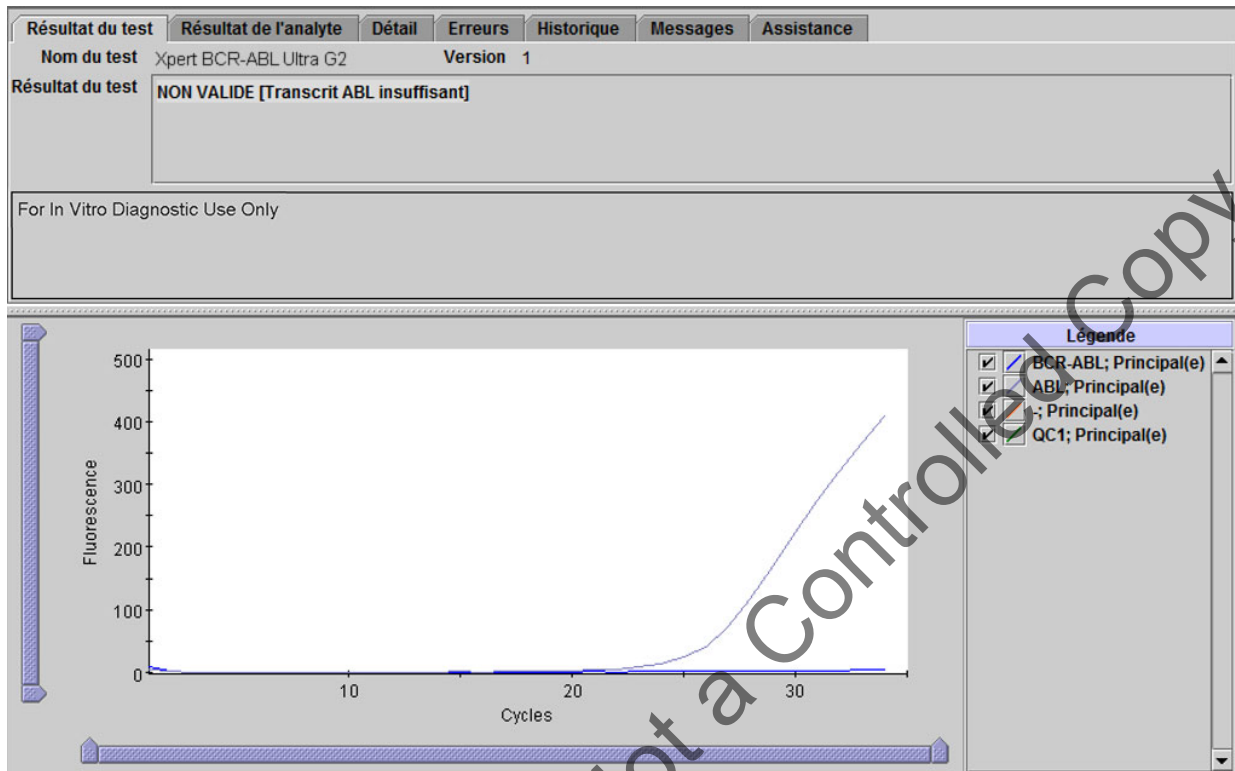 Résultat du test Résultat de l'analyte Détail Erreurs Historique Messages Assistance
Nom du test Xpert BCR-ABL Ultra G2 Version 1
Résultat du test NON VALIDE [Transcrit ABL insuffisant]
For In Vitro Diagnostic Use Only
Légende
BCR-ABL; Principal(e)
ABL; Principal(e)
-; Principal(e)
QC1; Principal(e)
500
400
300
200
100
0
Fluorescence
10 20 30
Cycles
Not a Controlled Copy